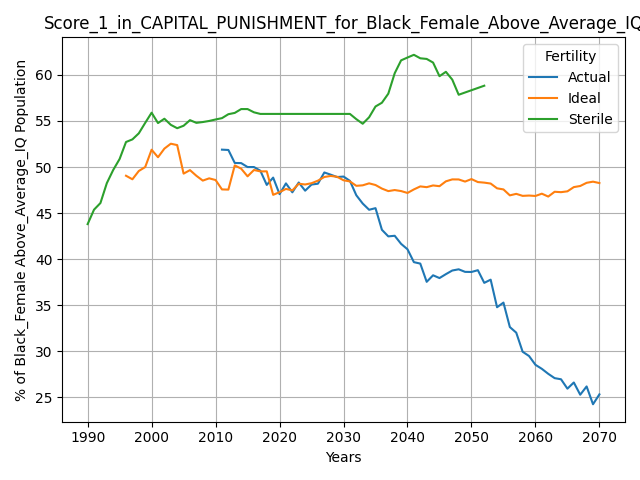 Score_1_in_CAPITAL_PUNISHMENT_for_Black_Female_Above_Average_IQ
% of Black_Female Above_Average_IQ Population
60
55
50
45
40
35
30
25
Fertility
Actual
Ideal
Sterile
1990 2000 2010 2020 2030 2040 2050 2060 2070
Years